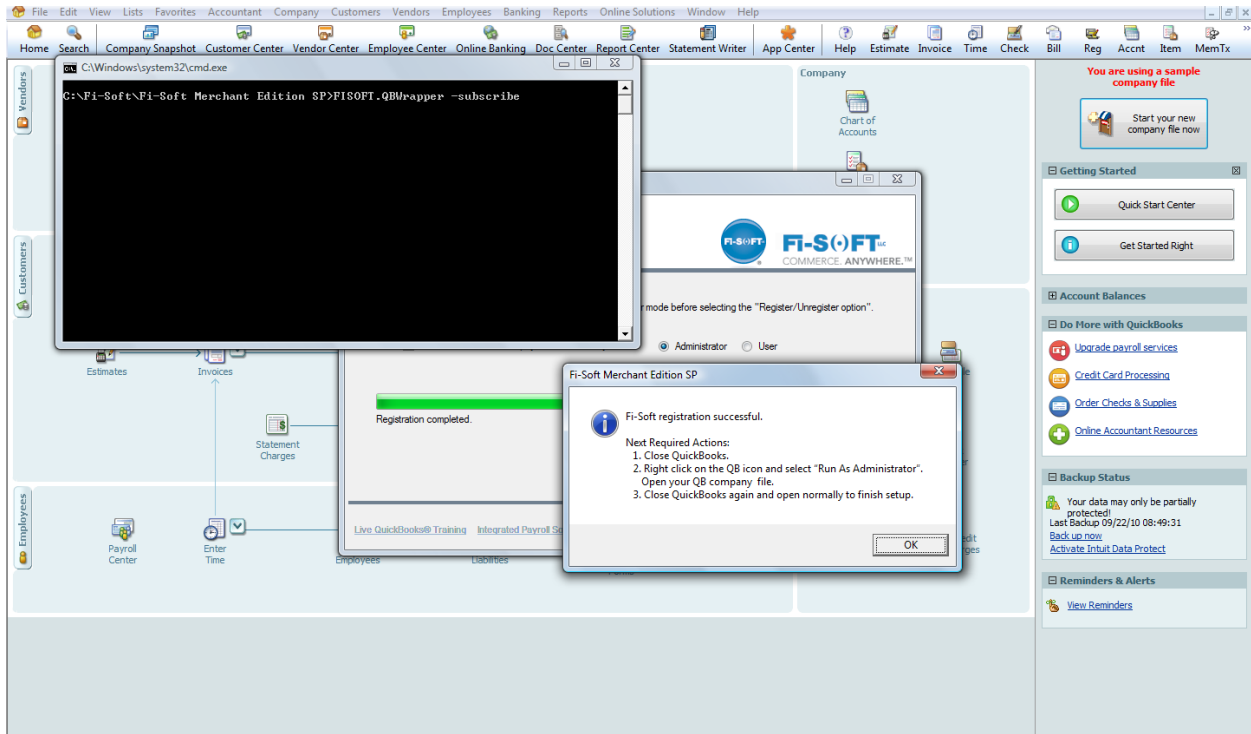 File Edit View Lists Favorites Accountant Company Customers Vendors Employees Banking Reports Online Solutions Window Help
Home Search Company Snapshot Customer Center Vendor Center Employee Center Online Banking Doc Center Report Center Statement Writer App Center Help Estimate Invoice Time Check Bill Reg Accnt Item MemTx
C:\Windows\system32\cmd.exe
C:\Fi-Soft\Fi-Soft Merchant Edition SP>FISOFT.QBWrapper -subscribe
Vendors
Customers
Employees
Company
Chart of
Accounts
FI-SOFT
Fi-SOFT LLC
COMMERCE. ANYWHERE.™
mode before selecting the "Register/Unregister option".
Administrator User
Registration completed.
Live QuickBooks® Training Integrated Payroll
Fi-Soft Merchant Edition SP
Fi-Soft registration successful.
Next Required Actions:
1. Close QuickBooks.
2. Right click on the QB icon and select "Run As Administrator".
Open your QB company file.
3. Close QuickBooks again and open normally to finish setup.
OK
Estimates
Invoices
Statement
Charges
Payroll
Center
Enter
Time
Employees
Liabilities
You are using a sample
company file
Start your new
company file now
Getting Started
Quick Start Center
Get Started Right
Account Balances
Do More with QuickBooks
Upgrade payroll services
Credit Card Processing
Order Checks & Supplies
Online Accountant Resources
Backup Status
Your data may only be partially
protected!
Last Backup 09/22/10 08:49:31
Back up now
Activate Intuit Data Protect
Reminders & Alerts
View Reminders